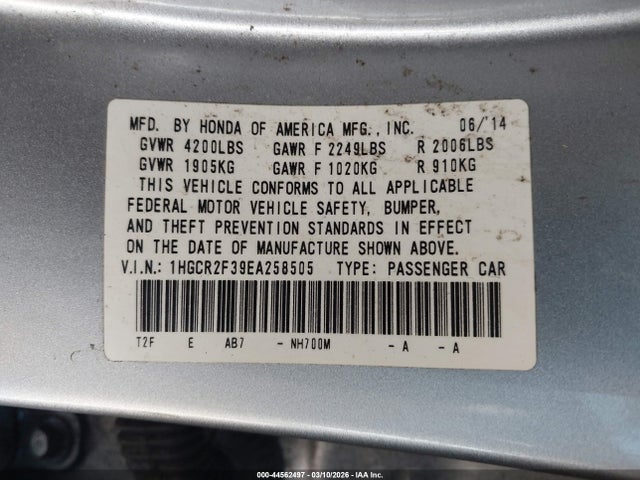 MFD. BY HONDA OF AMERICA MFG., INC. 06/'14
GVWR 4200LBS GAWR F 2249LBS R 2006LBS
GVWR 1905KG GAWR F 1020KG R 910KG
THIS VEHICLE CONFORMS TO ALL APPLICABLE
FEDERAL MOTOR VEHICLE SAFETY, BUMPER,
AND THEFT PREVENTION STANDARDS IN EFFECT
ON THE DATE OF MANUFACTURE SHOWN ABOVE.
V.I.N.: 1HGCR2F39EA258505 TYPE: PASSENGER CAR
T2F E AB7 - NH700M - A - A
000-44562497 | 03/10/2026 | IAA Inc.